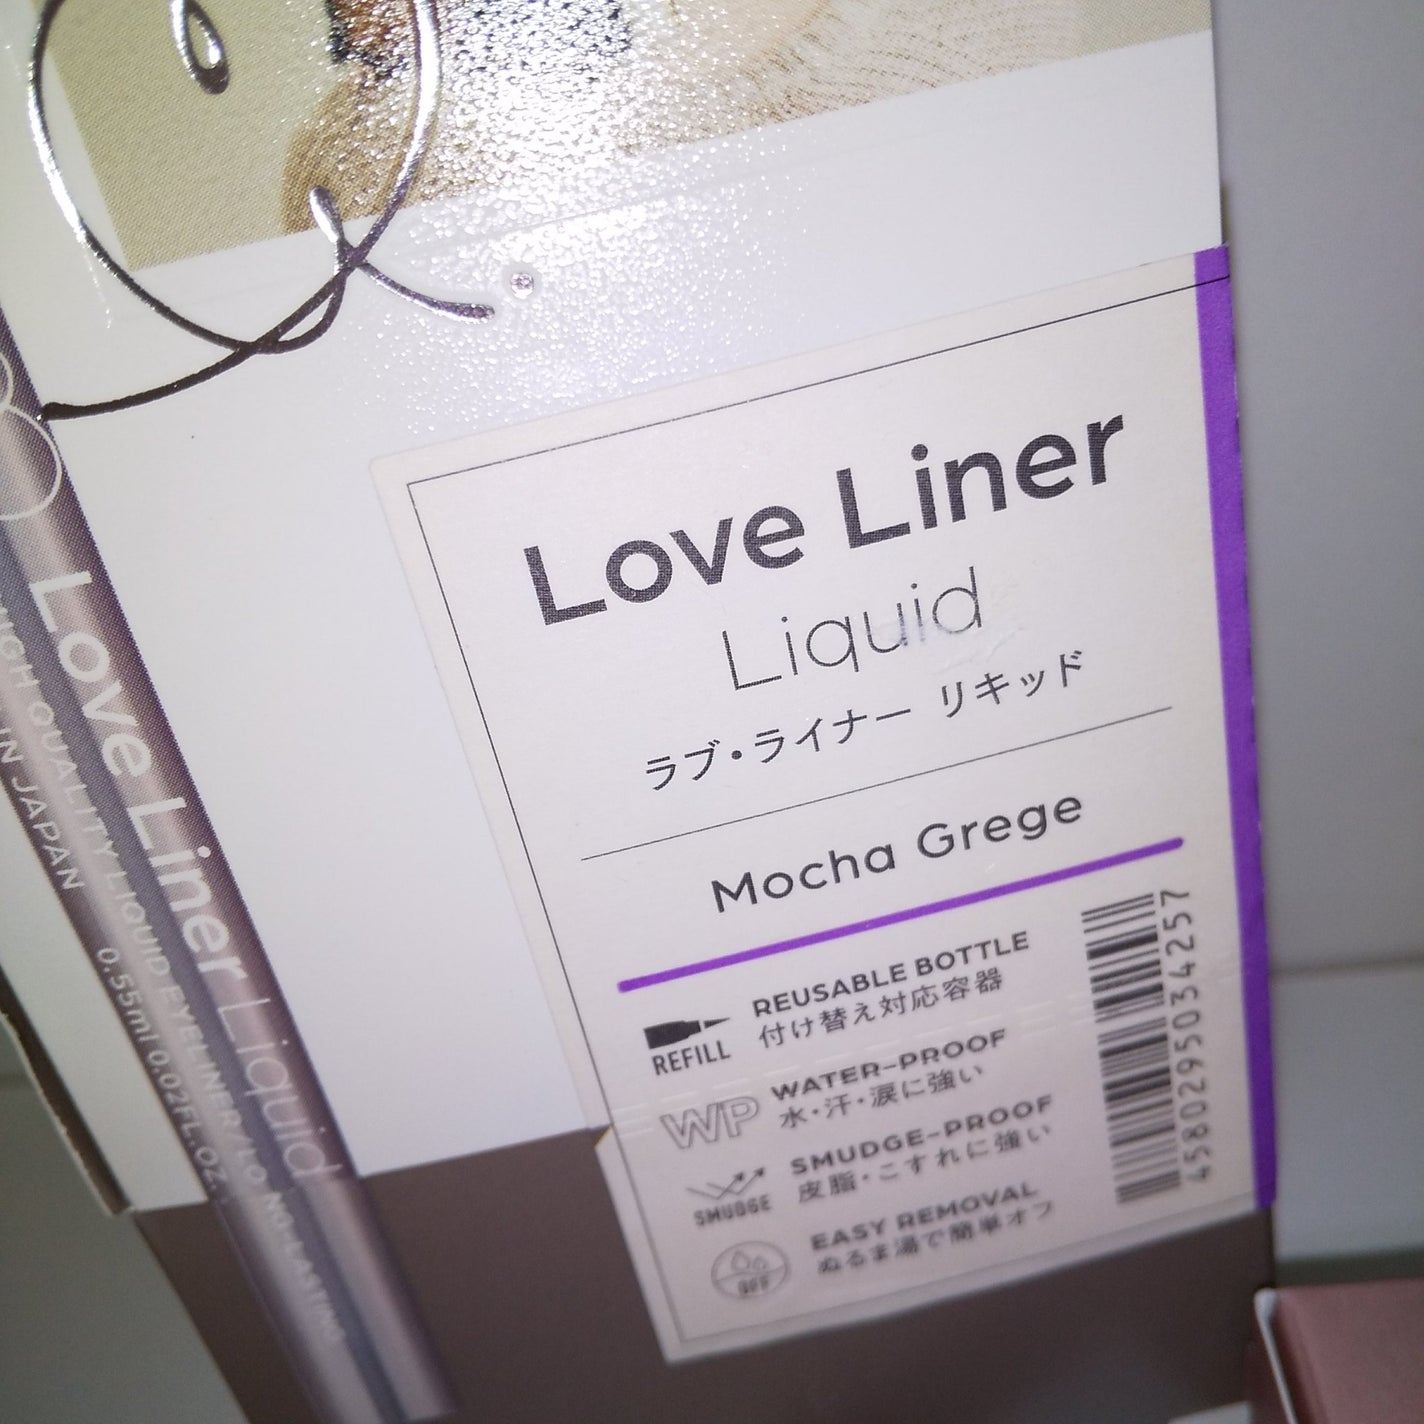 Love Liner
Liquid
ラブ・ライナー リキッド
Mocha Grege
REUSABLE BOTTLE
付け替え対応容器
REFILL
WATER-PROOF
水・汗・涙に強い
WP
SMUDGE-PROOF
皮脂・こすれに強い
SMUDGE
EASY REMOVAL
ぬるま湯で簡単オフ
OFF
4580295034257
Love Liner Liquid
HIGH QUALITY LIQUID EYELINER/LONG-LASTING
IN JAPAN
0.55ml 0.02FL.OZ.